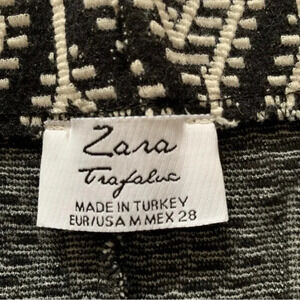 Zara
Trafaluc
MADE IN TURKEY
EUR/USA M MEX 28